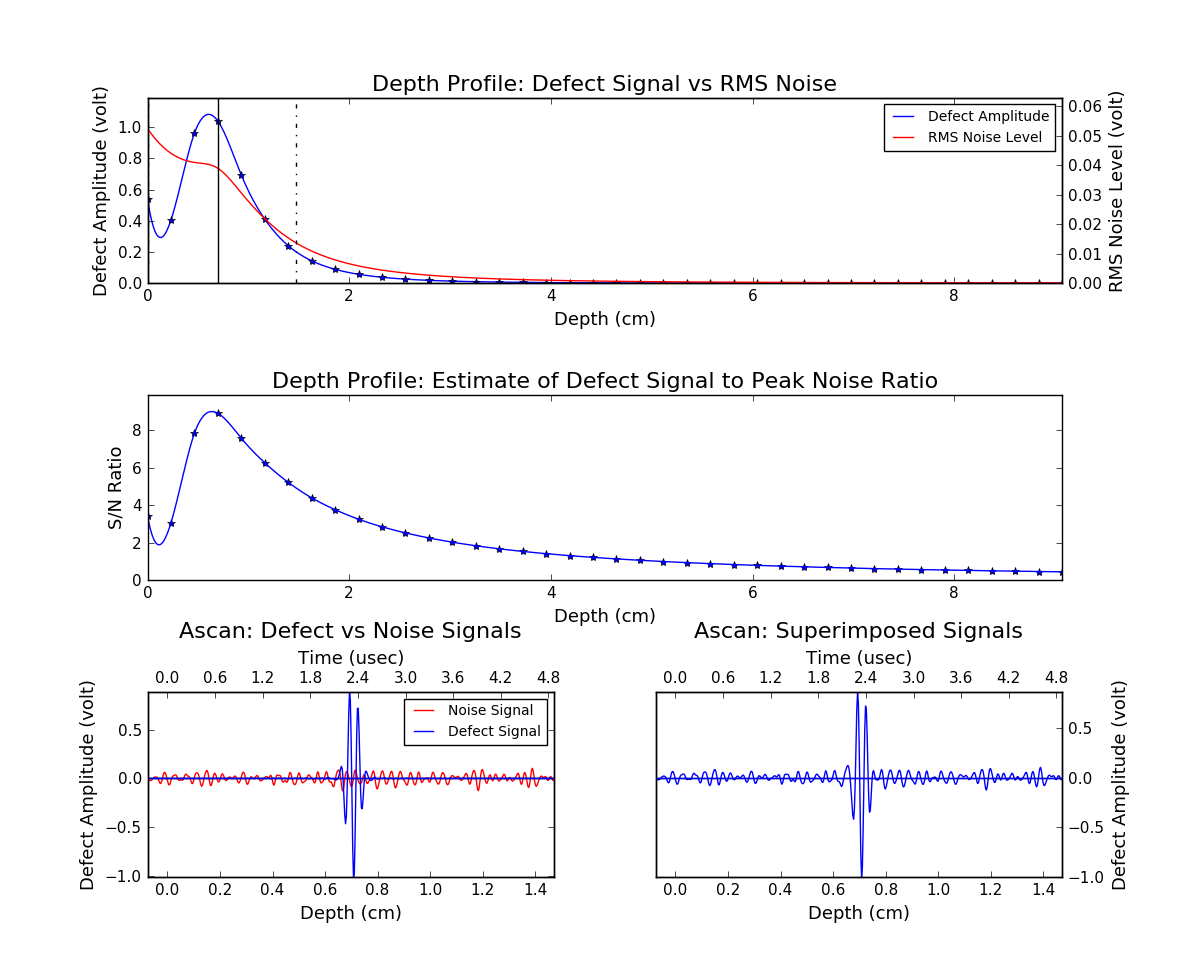 Depth Profile: Defect Signal vs RMS Noise
Defect Amplitude (volt)
1.0
0.8
0.6
0.4
0.2
0.0
Defect Amplitude
RMS Noise Level
0.06
0.05
0.04
0.03
0.02
0.01
0.00
RMS Noise Level (volt)
0 2 4 6 8
Depth (cm)
Depth Profile: Estimate of Defect Signal to Peak Noise Ratio
S/N Ratio
8
6
4
2
0
0 2 4 6 8
Depth (cm)
Ascan: Defect vs Noise Signals
Time (usec)
0.0 0.6 1.2 1.8 2.4 3.0 3.6 4.2 4.8
Defect Amplitude (volt)
0.5
0.0
−0.5
−1.0
Noise Signal
Defect Signal
0.0 0.2 0.4 0.6 0.8 1.0 1.2 1.4
Depth (cm)
Ascan: Superimposed Signals
Time (usec)
0.0 0.6 1.2 1.8 2.4 3.0 3.6 4.2 4.8
0.5
0.0
−0.5
−1.0
Defect Amplitude (volt)
0.0 0.2 0.4 0.6 0.8 1.0 1.2 1.4
Depth (cm)